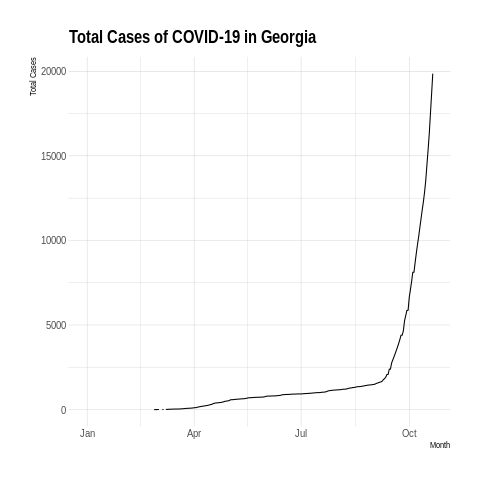 Total Cases of COVID-19 in Georgia
Total Cases
20000
15000
10000
5000
0
Jan Apr Jul Oct
Month